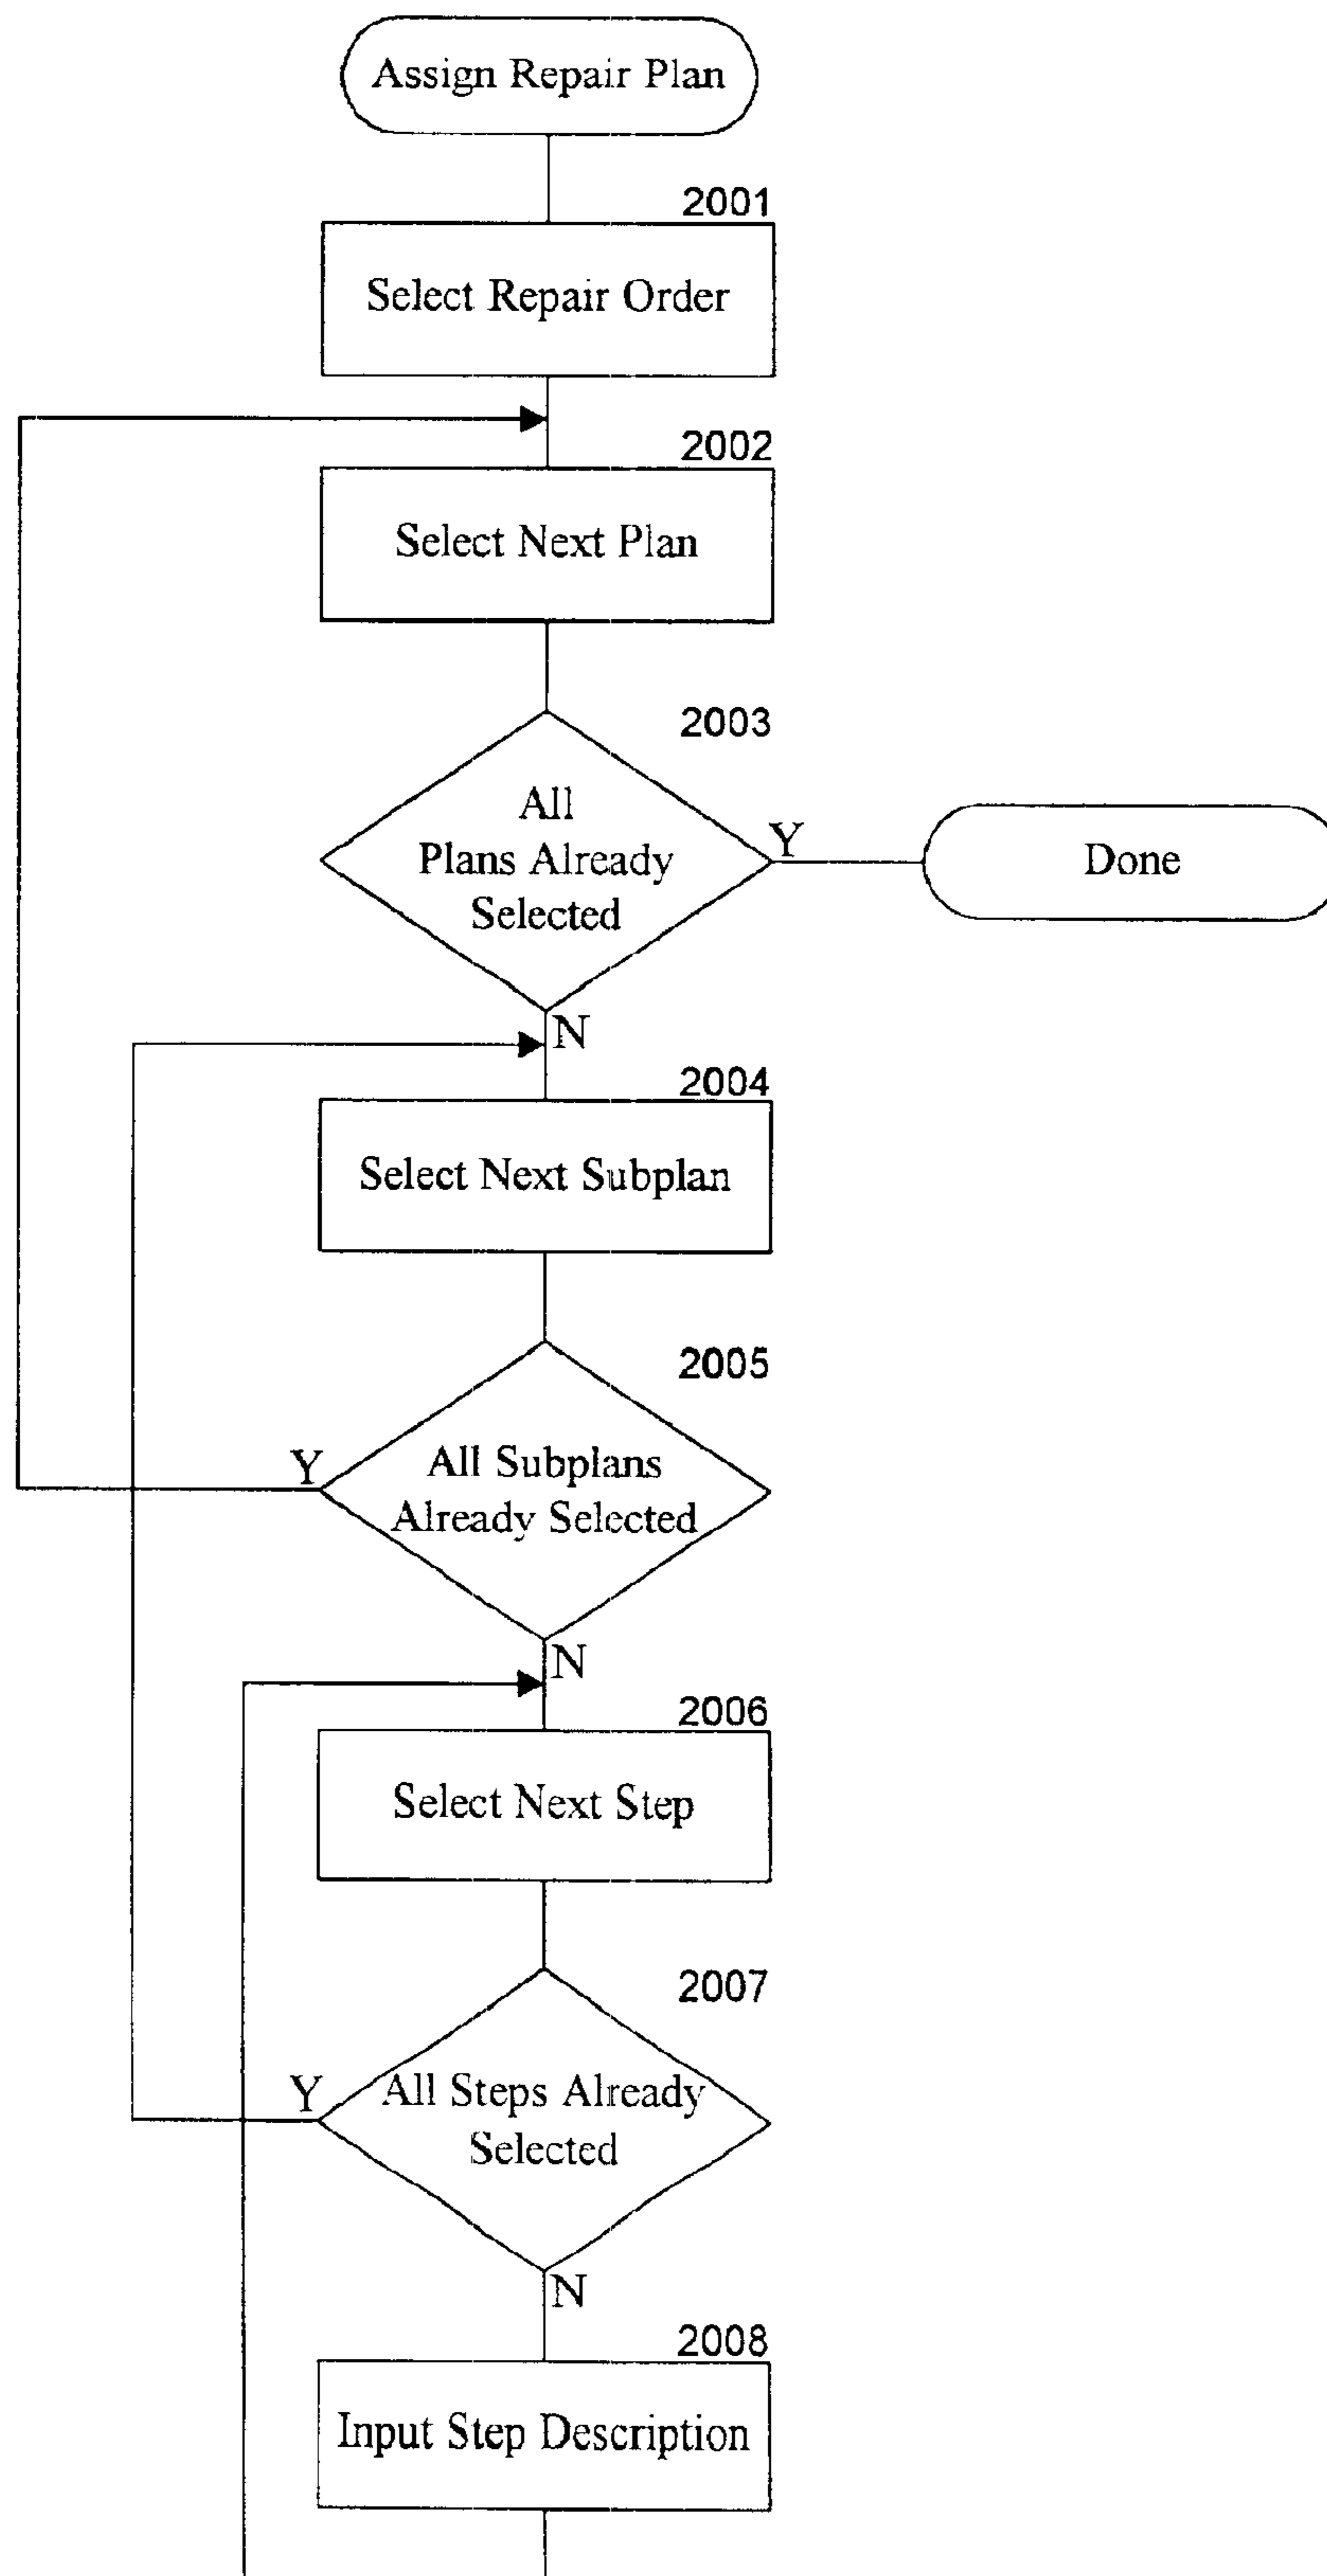 Assign Repair Plan
2001
Select Repair Order
2002
Select Next Plan
2003
All
Plans Already
Selected
Y
Done
N
2004
Select Next Subplan
2005
Y
All Subplans
Already Selected
N
2006
Select Next Step
2007
Y
All Steps Already
Selected
N
2008
Input Step Description